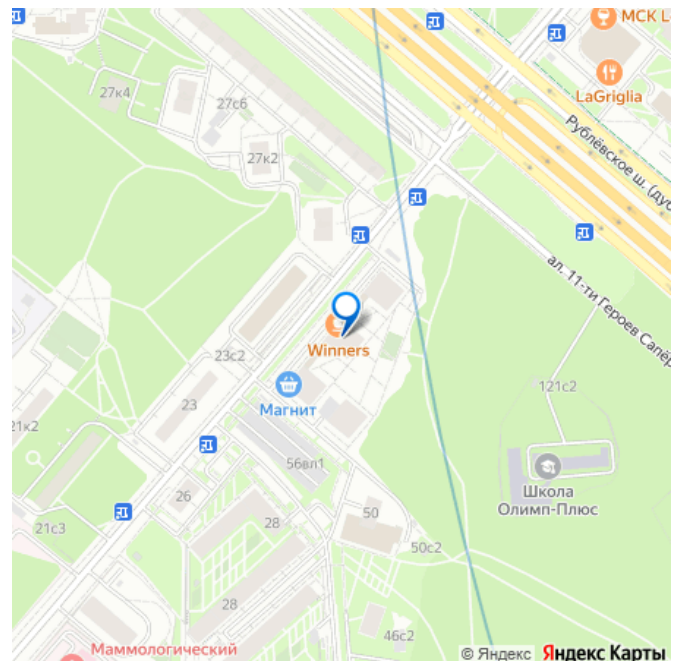 МСК L
27к4
LaGriglia
27с6
Рублёвское ш. (дус
27к2
ал. 11-ти Героев Сапёр
Winners
23с2
121с2
Магнит
23
21к2
56вл1
Школа
Олимп-Плюс
26
50
21с3
28
50с2
28
46с2
Маммологический
© Яндекс Яндекс Карты